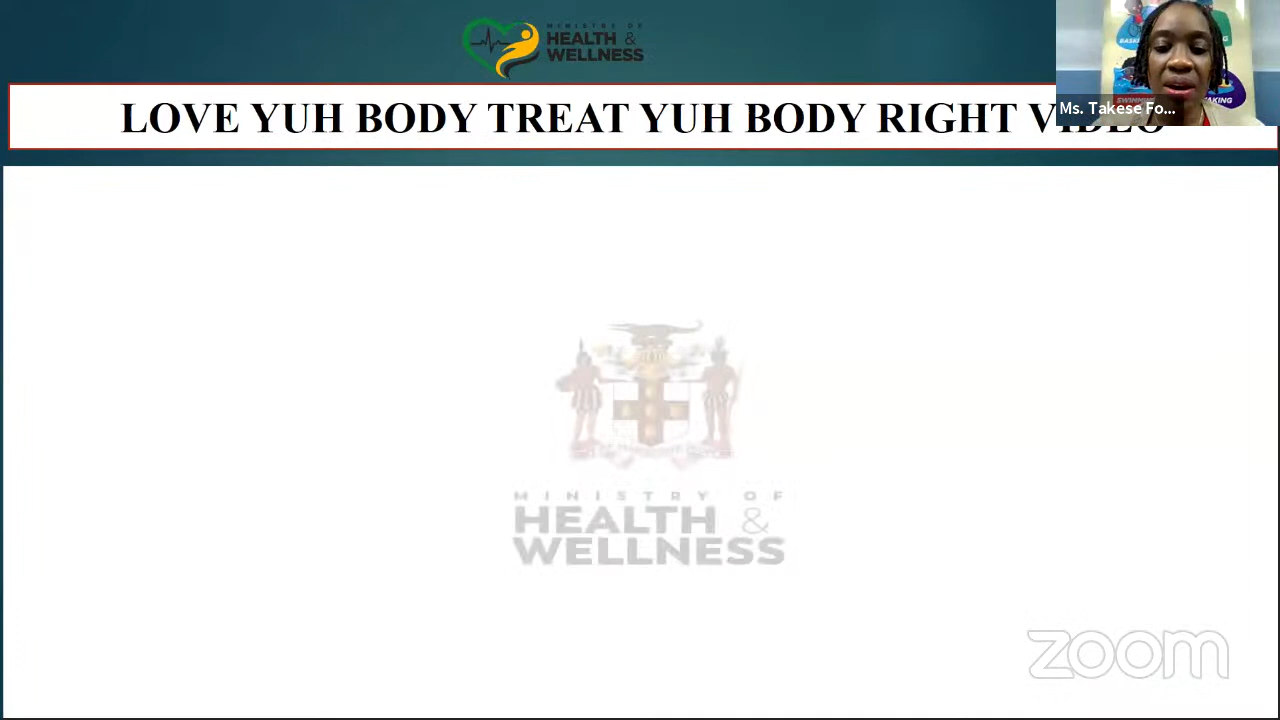 MINISTRY OF
HEALTH &
WELLNESS
LOVE YUH BODY TREAT YUH BODY RIGHT VIDEO
Ms. Takese Fo...
SWIMMING
MINISTRY OF
HEALTH &
WELLNESS
zoom